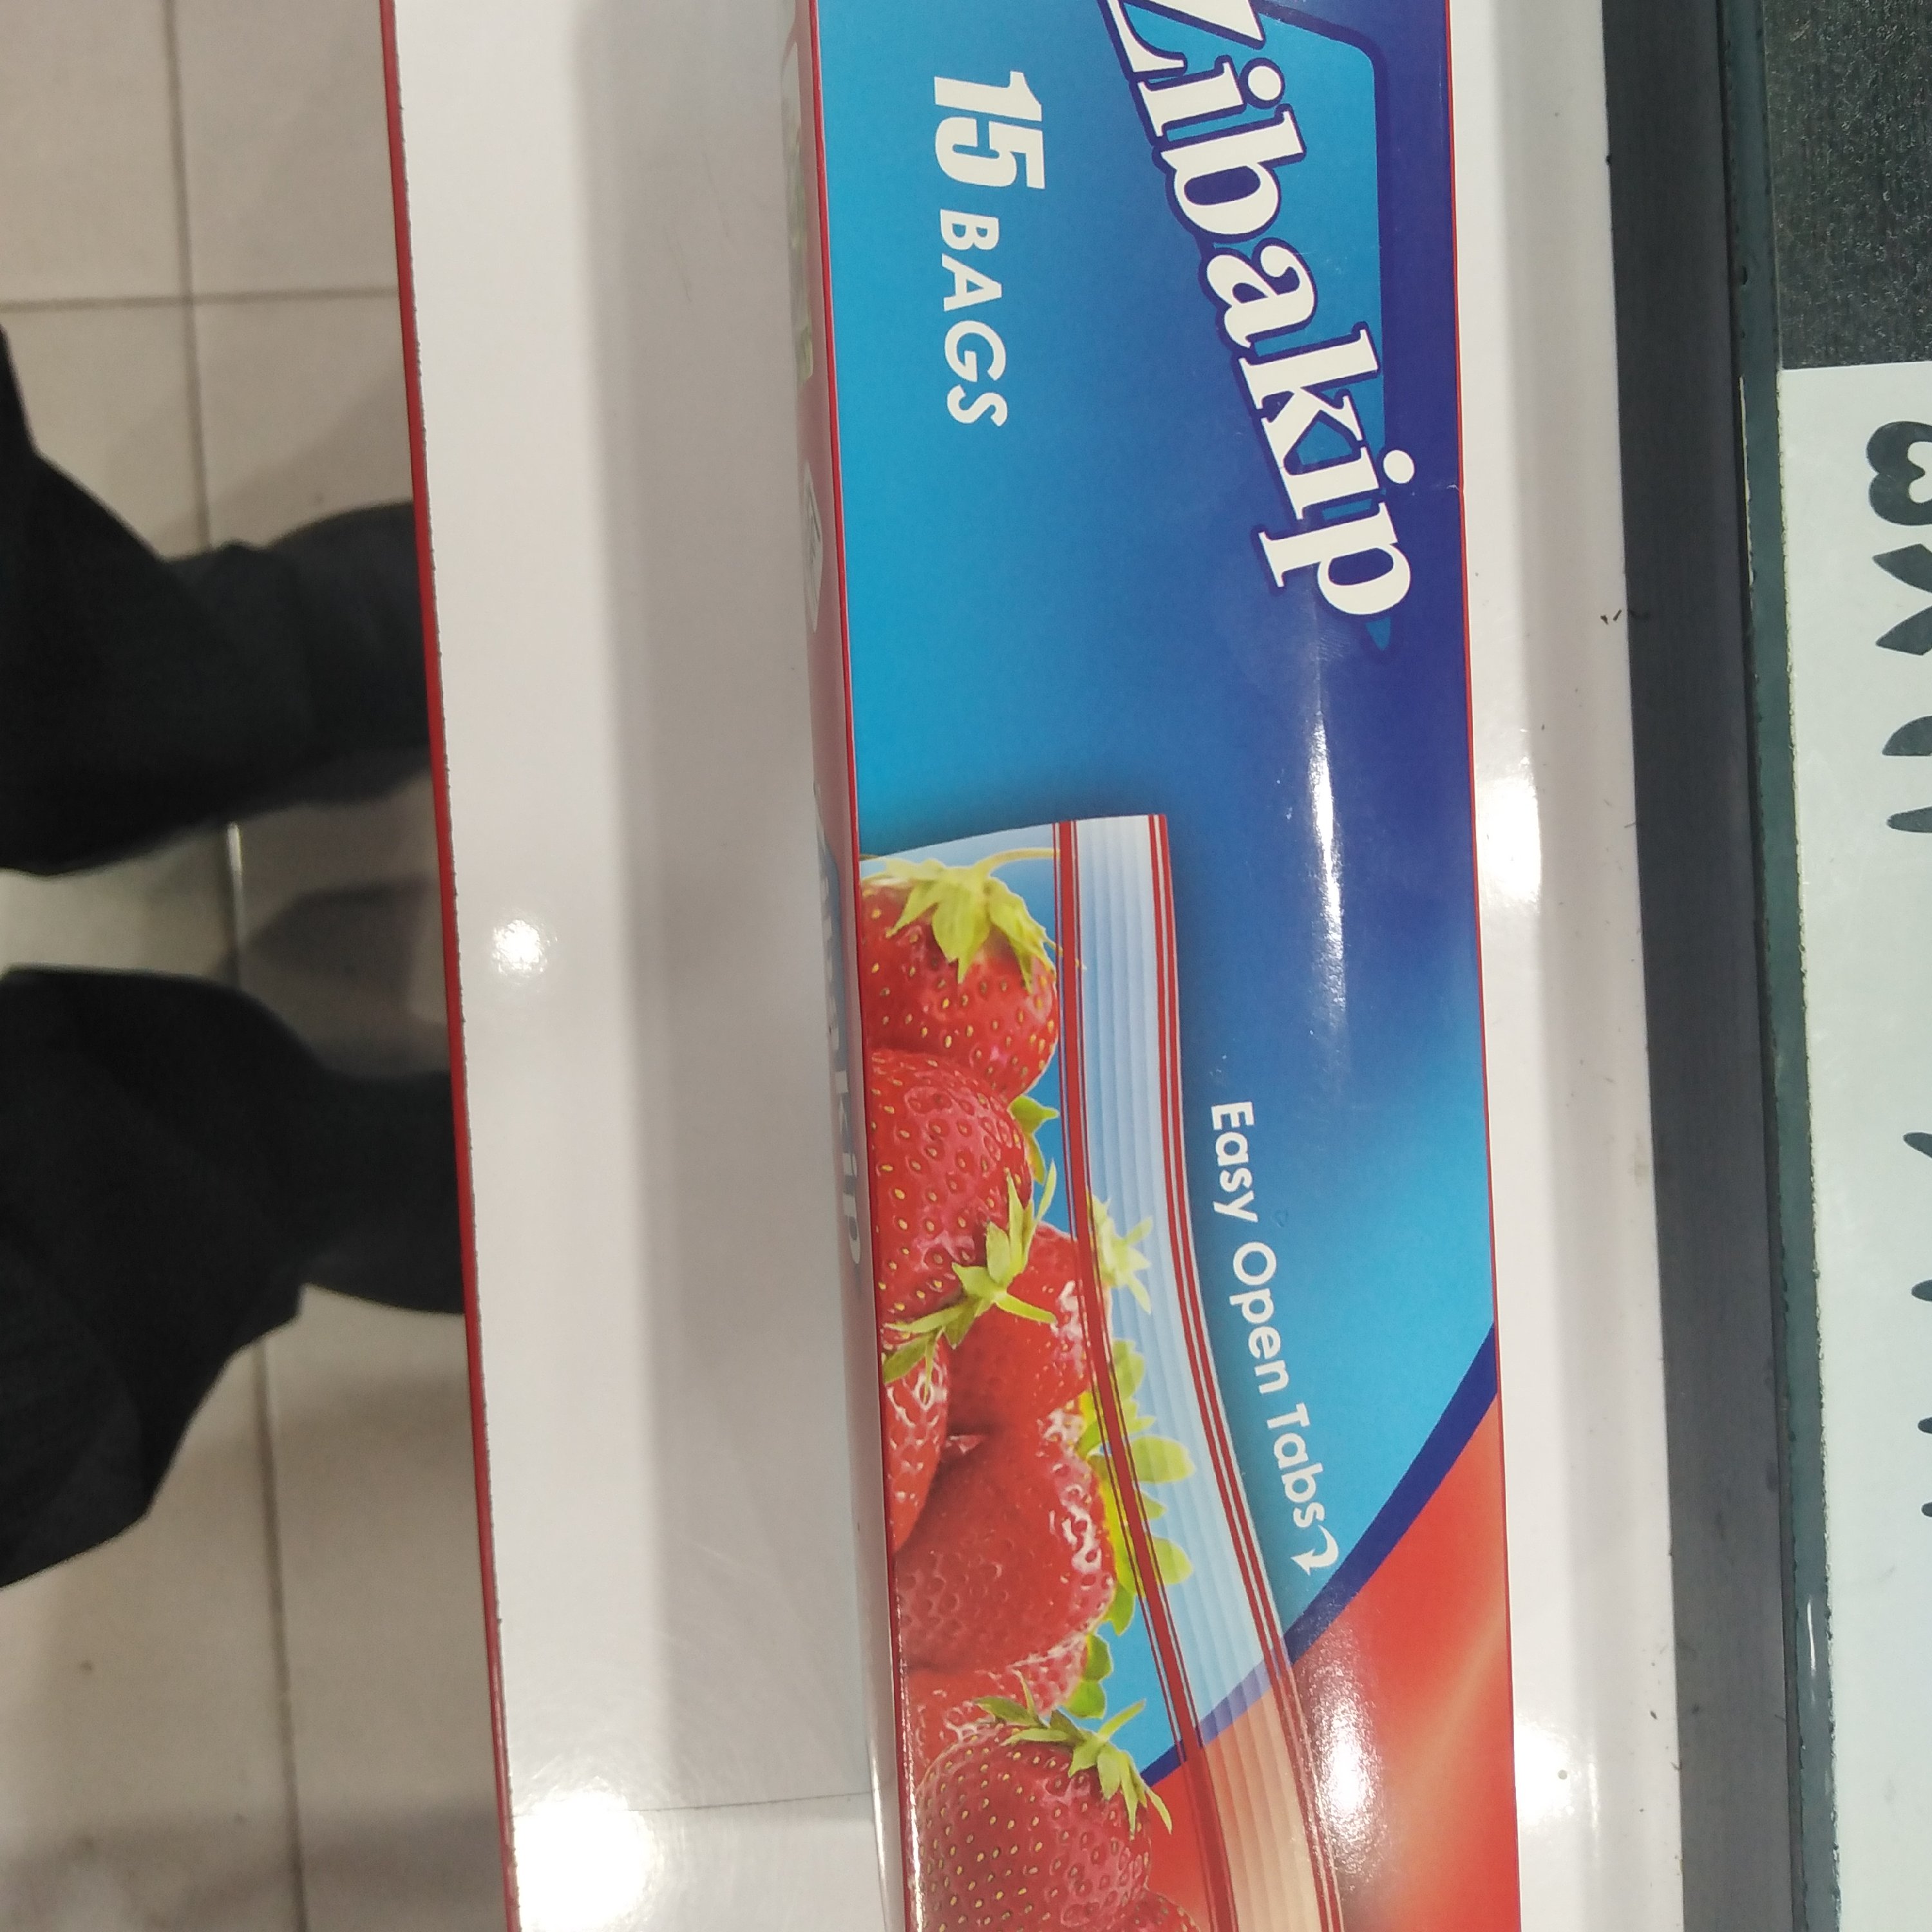 Zibakip
15 BAGS
Easy Open Tabs